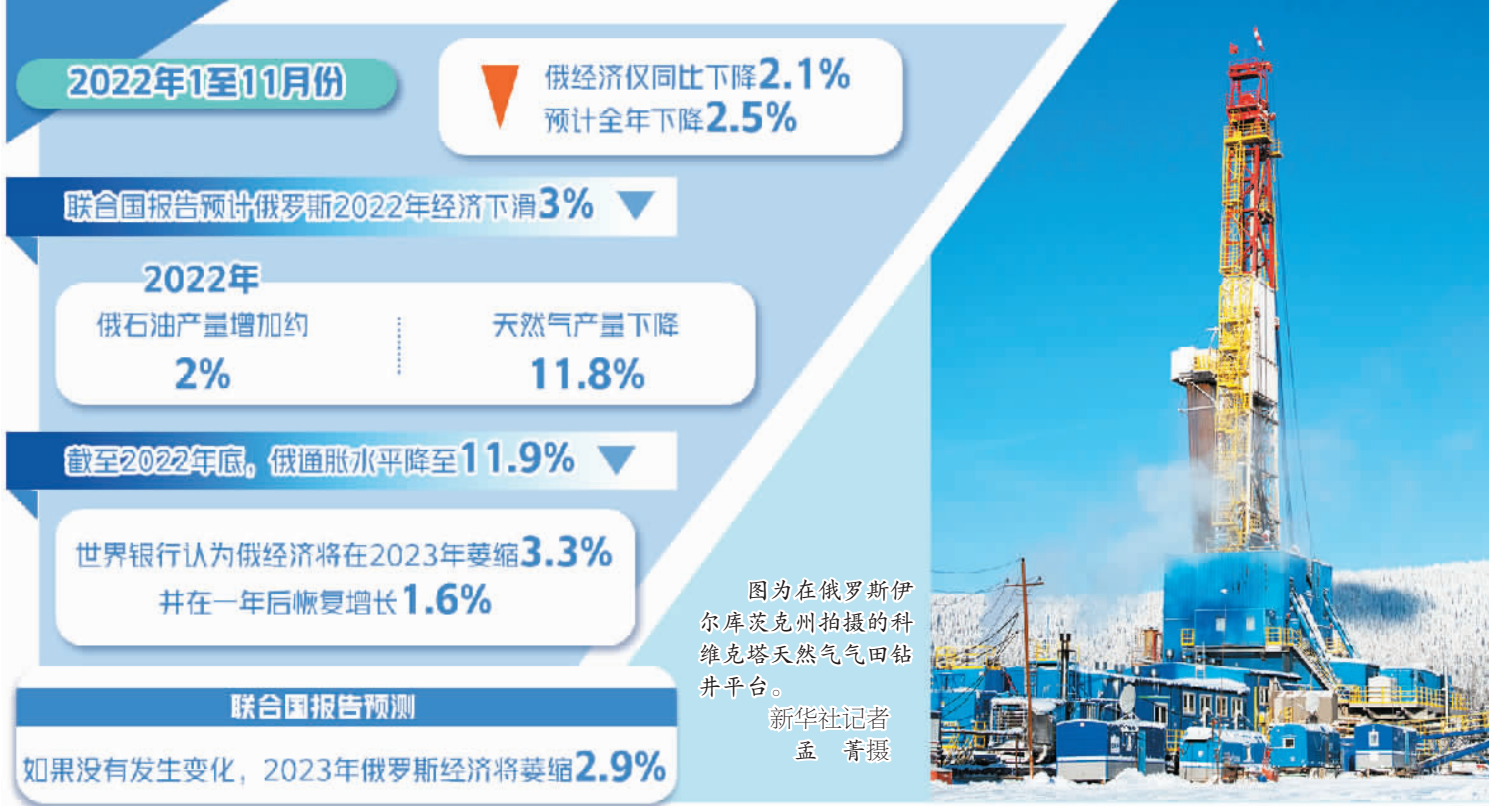 2022年1至11月份
俄经济仅同比下降2.1%
预计全年下降2.5%
联合国报告预计俄罗斯2022年经济下滑3%
2022年
俄石油产量增加约
2%
天然气产量下降
11.8%
截至2022年底，俄通胀水平降至11.9%
世界银行认为俄经济将在2023年萎缩3.3%
并在一年后恢复增长1.6%
联合国报告预测
如果没有发生变化，2023年俄罗斯经济将萎缩2.9%
图为在俄罗斯伊
尔库茨克州拍摄的科
维克塔天然气气田钻
井平台。
新华社记者
孟　菁摄